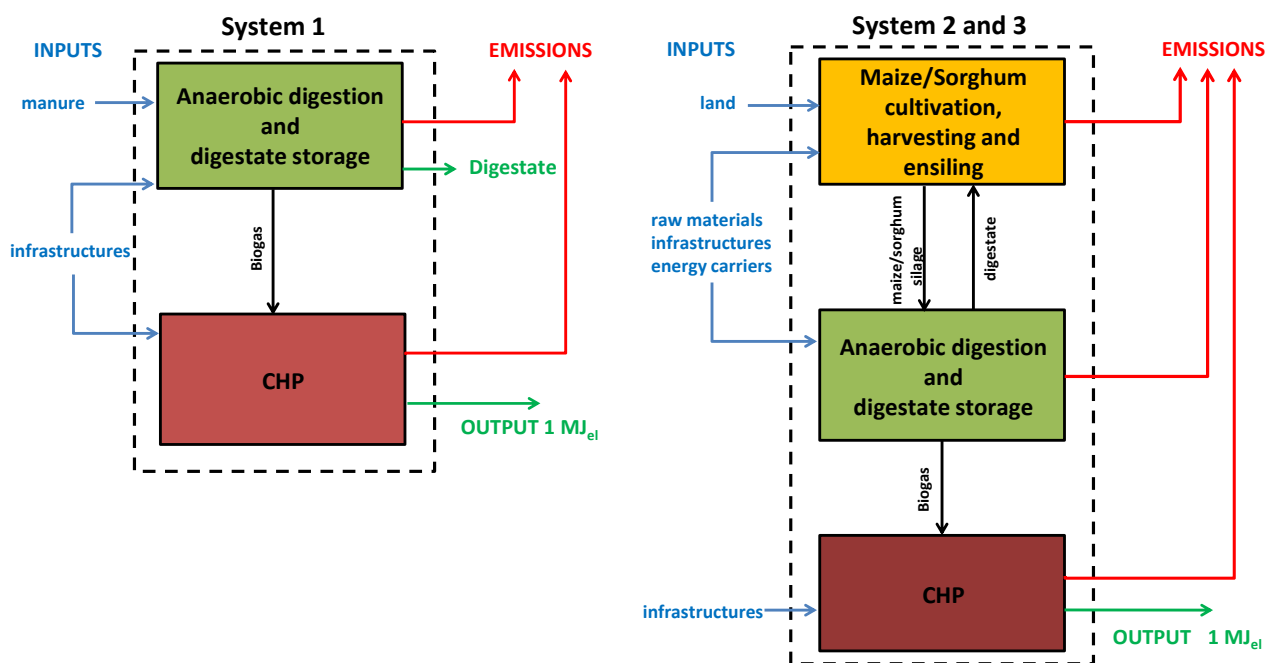 System 1
INPUTS
EMISSIONS
manure
Anaerobic digestion
and
digestate storage
Digestate
infrastructures
Biogas
CHP
OUTPUT 1 MJel
System 2 and 3
INPUTS
EMISSIONS
land
Maize/Sorghum
cultivation,
harvesting and
ensiling
raw materials
infrastructures
energy carriers
maize/sorghum
silage
digestate
Anaerobic digestion
and
digestate storage
Biogas
infrastructures
CHP
OUTPUT 1 MJel